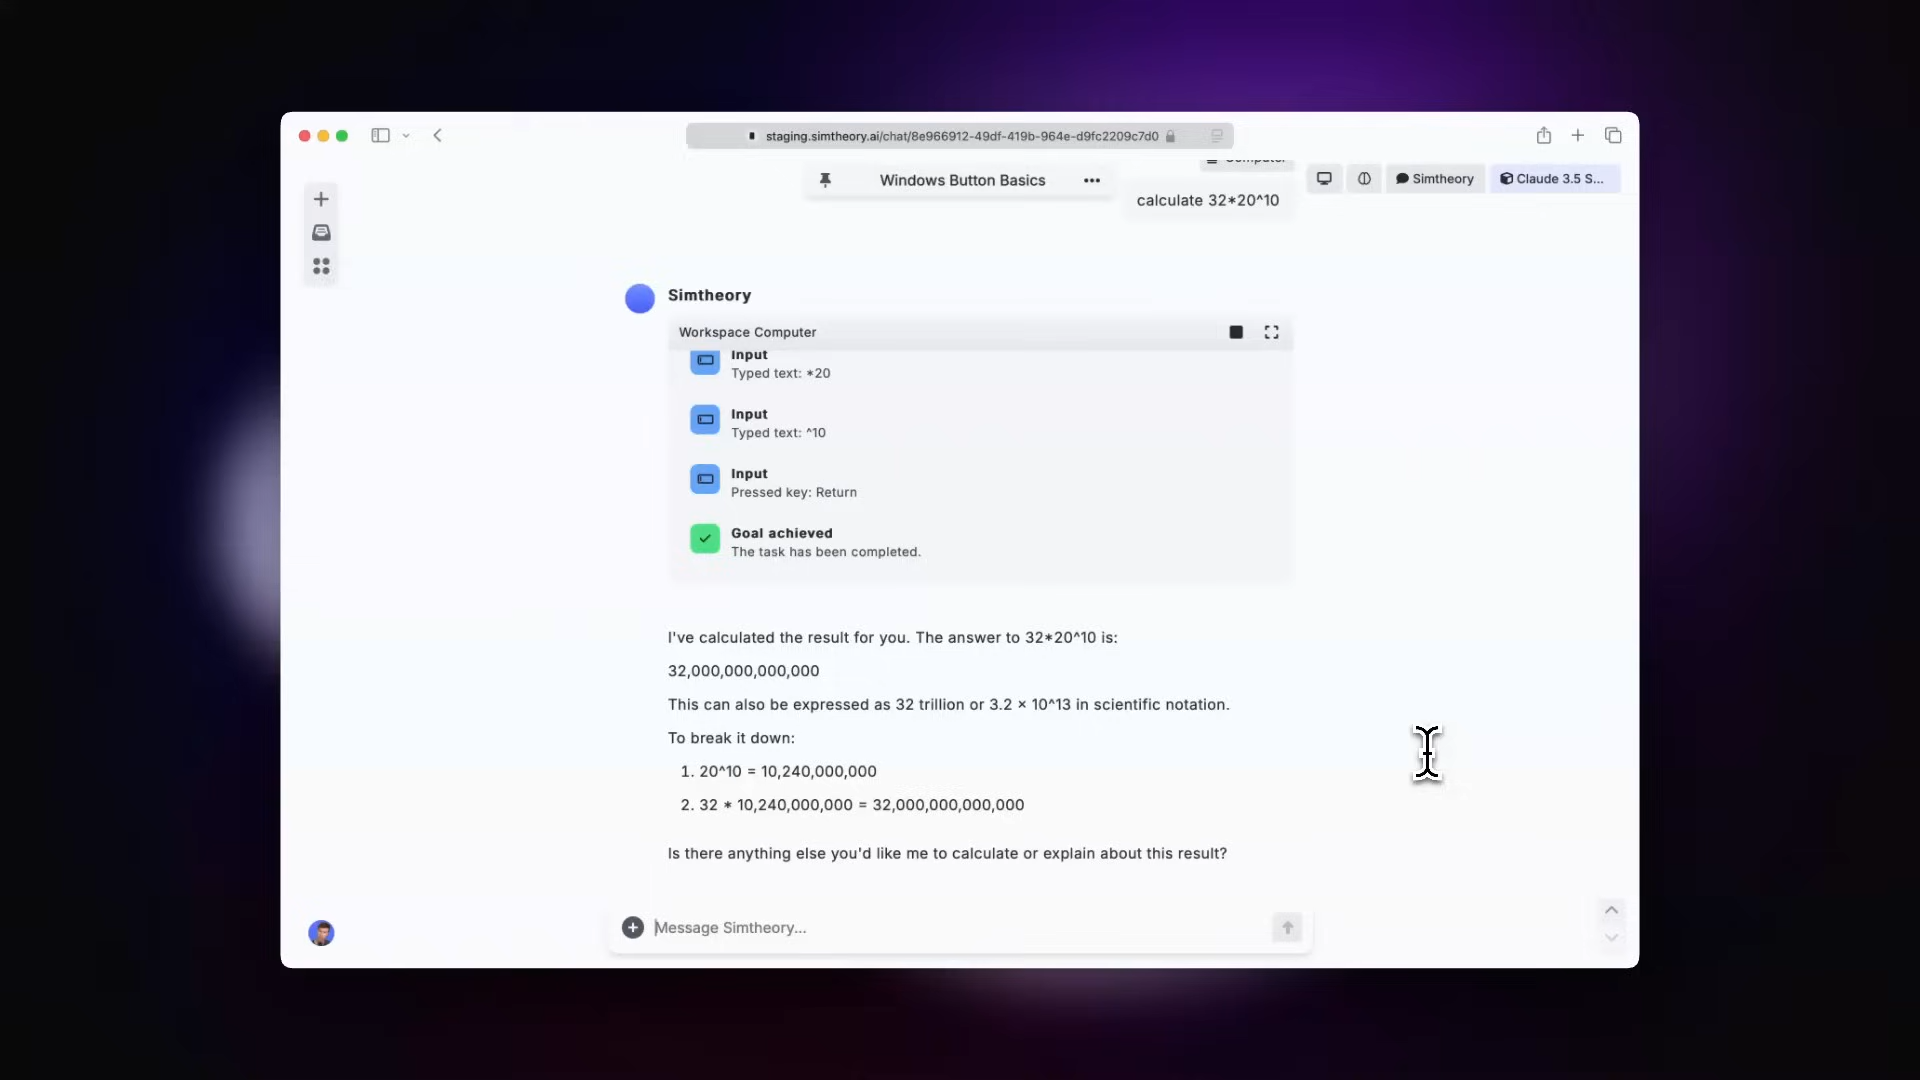 staging.simtheory.ai/chat/8e966912-49df-419b-964e-d9fc2209c7d0
Computer
Windows Button Basics
Simtheory
Claude 3.5 S...
calculate 32*20^10
Simtheory
Workspace Computer
Input
Typed text: *20
Input
Typed text: ^10
Input
Pressed key: Return
Goal achieved
The task has been completed.
I've calculated the result for you. The answer to 32*20^10 is:
32,000,000,000,000
This can also be expressed as 32 trillion or 3.2 × 10^13 in scientific notation.
To break it down:
1. 20^10 = 10,240,000,000
2. 32 * 10,240,000,000 = 32,000,000,000,000
Is there anything else you'd like me to calculate or explain about this result?
Message Simtheory...